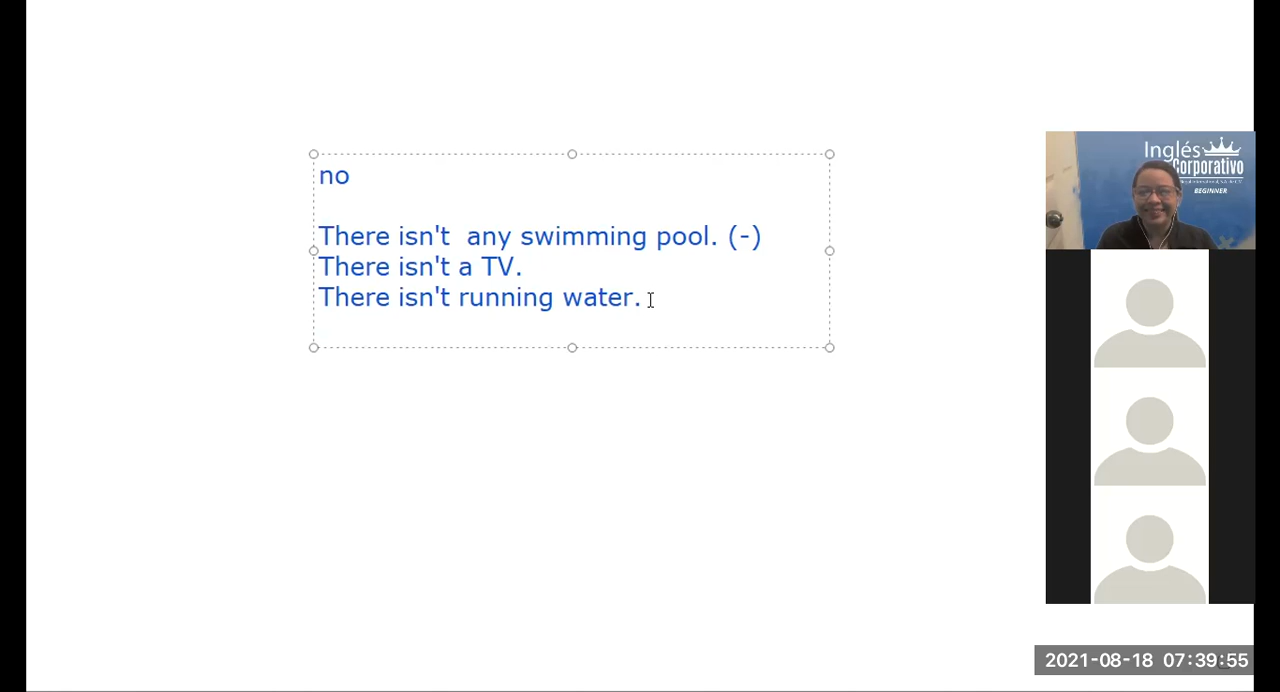 no
There isn't  any swimming pool. (-)
There isn't a TV.
There isn't running water.
Inglés
Corporativo
BEGINNER
2021-08-18 07:39:55